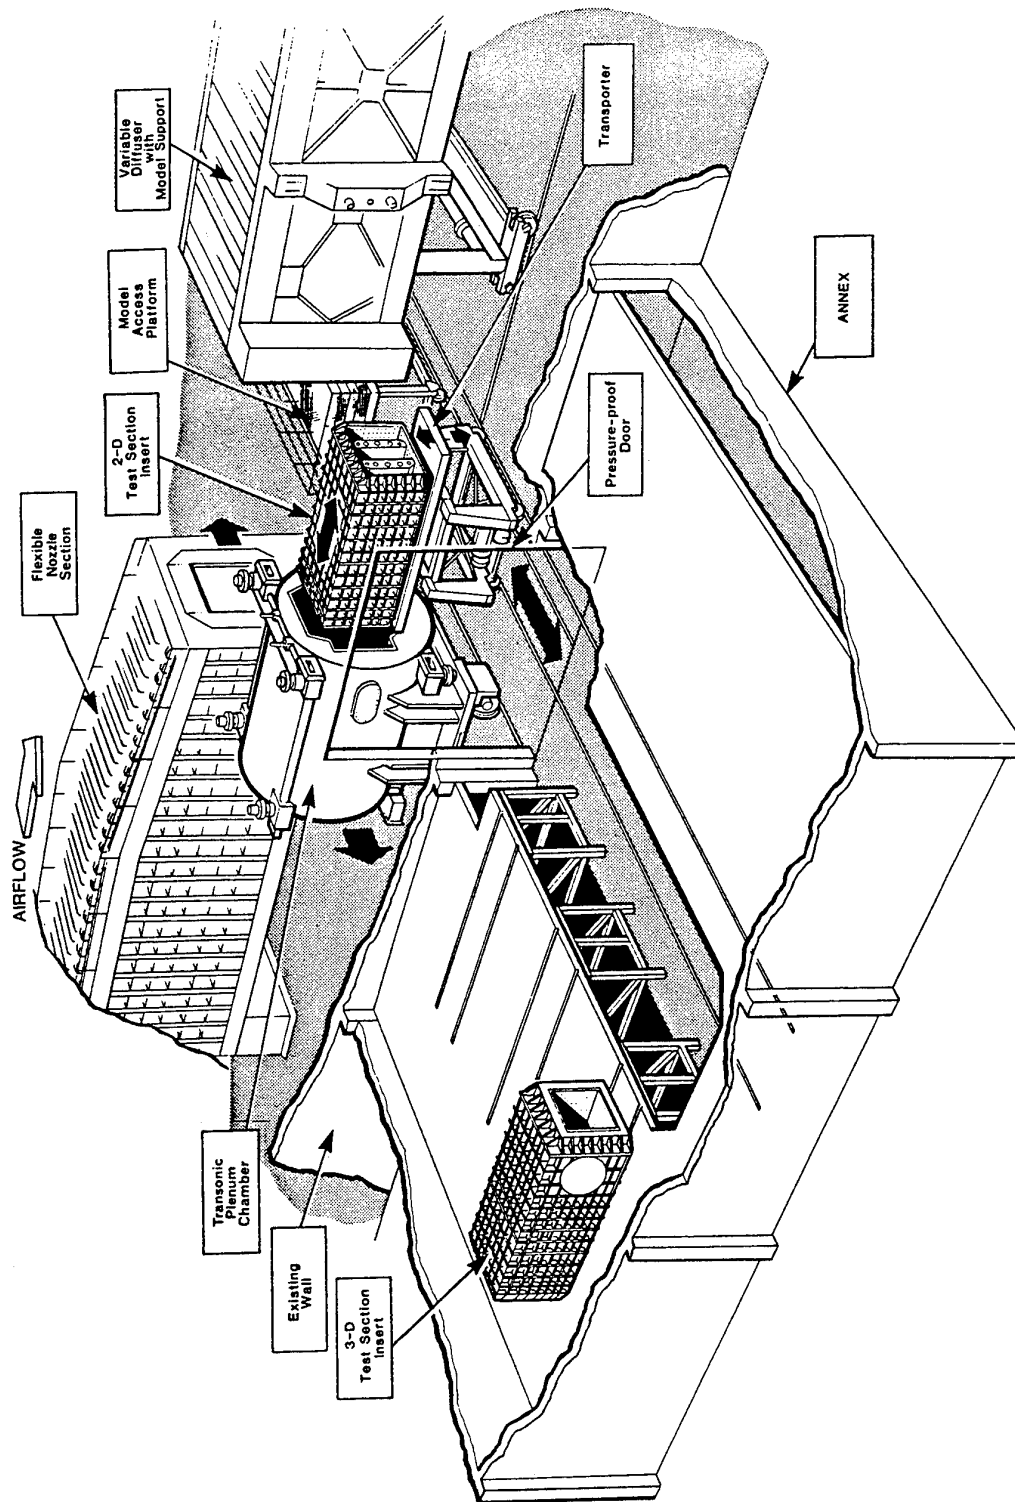 AIRFLOW
Flexible
Nozzle
Section
2-D
Test Section
Insert
Model
Access
Platform
Variable
Diffuser
with
Model Support
Transonic
Plenum
Chamber
Existing
Wall
3-D
Test Section
Insert
Pressure-proof
Door
Transporter
ANNEX